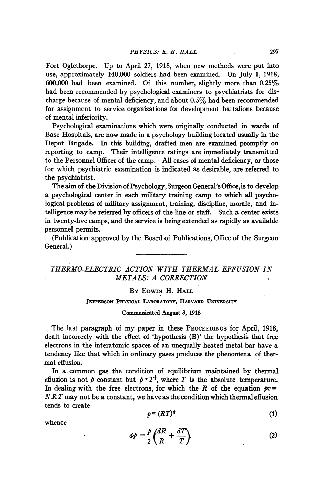 PHYSICS: E. H. HALL 297
Fort Oglethorpe. Up to April 27, 1918, when new methods were put into
use, approximately 140,000 soldiers had been examined. On July 1, 1918,
600,000 had been examined. Of this number, slightly more than 0.25%
had been recommended by psychological examiners to psychiatrists for dis-
charge because of mental deficiency, and about 0.5% had been recommended
for assignment to service organizations for development battalions because
of mental inferiority.
Psychological examinations which were originally conducted in wards of
Base Hospitals, are now made in a psychology building located usually in the
Depot Brigade. In this building, drafted men are examined promptly on
reporting to camp. Their intelligence ratings are immediately transmitted
to the Personnel Officer of the camp. All cases of mental deficiency, or those
for which psychiatric examination is indicated as desirable, are referred to
the psychiatrist.
The aim of the Division of Psychology, Surgeon General's Office, is to develop
a psychological center in each military training camp to which all psycho-
logical problems of military assignment, training, discipline, morale, and in-
telligence may be referred by officers of the line or staff. Such a center exists
in twenty-five camps, and the service is being extended as rapidly as available
personnel permits.
(Publication approved by the Board of Publications, Office of the Surgeon
General.)
THERMO-ELECTRIC ACTION WITH THERMAL EFFUSION IN
METALS: A CORRECTION
BY EDWIN H. HALL
JEFFERSON PHYSICAL LABORATORY, HARVARD UNIVERSITY
Communicated August 3, 1918
The last paragraph of my paper in these PROCEEDINGS for April, 1918,
dealt incorrectly with the effect of 'hypothesis (B)' the hypothesis that free
electrons in the interatomic spaces of an unequally heated metal bar have a
tendency like that which in ordinary gases produces the phenomena of ther-
mal effusion.
In a common gas the condition of equilibrium maintained by thermal
effusion is not p constant but p ∝ T½, where T is the absolute temperature.
In dealing with the free electrons, for which the R of the equation pv =
NRT may not be a constant, we have as the condition which thermal effusion
tends to create
p ∝ (RT)½ (1)
whence
dp = p/2 (dR/R + dT/T) (2)